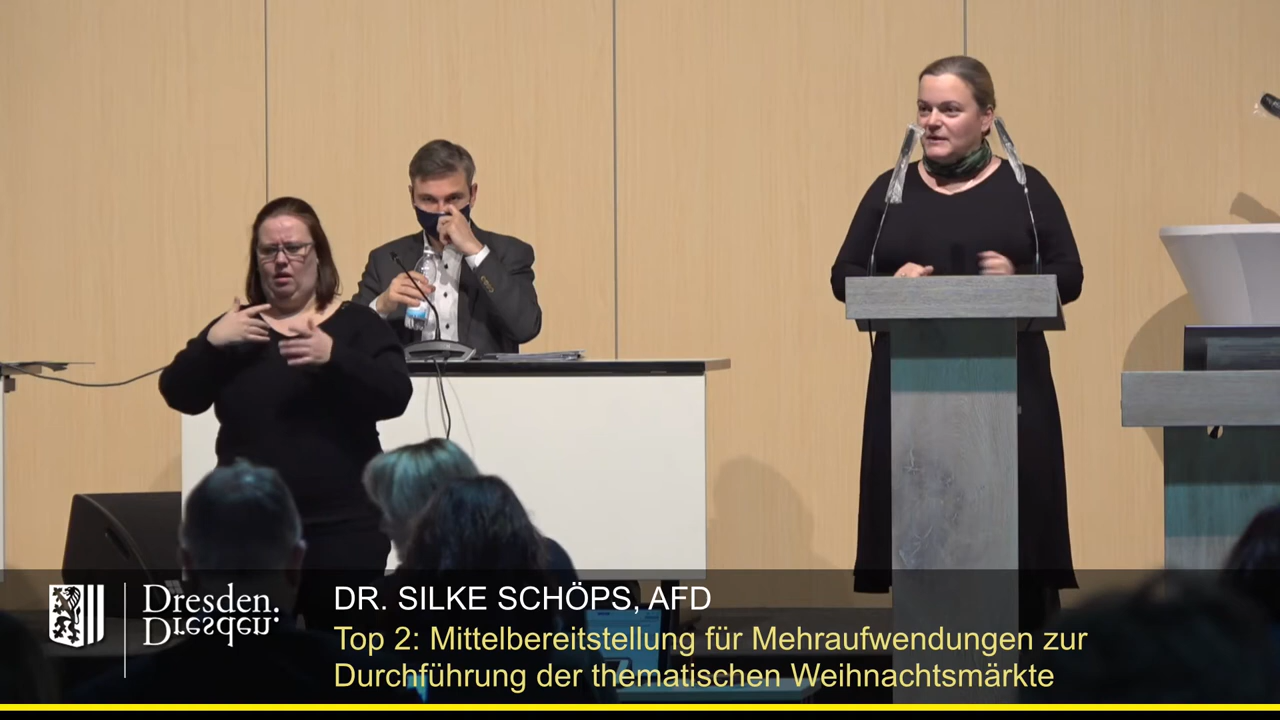 Dresden.
Dresden.
DR. SILKE SCHÖPS, AFD
Top 2: Mittelbereitstellung für Mehraufwendungen zur
Durchführung der thematischen Weihnachtsmärkte